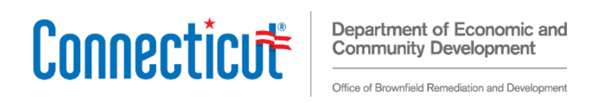 Connecticut®
Department of Economic and
Community Development
Office of Brownfield Remediation and Development